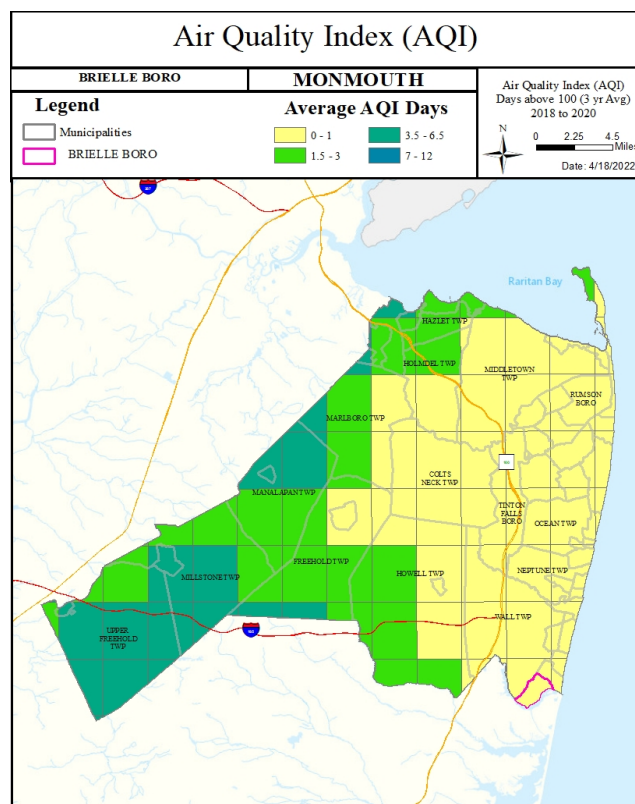 Air Quality Index (AQI)
BRIELLE BORO
MONMOUTH
Legend
Municipalities
BRIELLE BORO
Average AQI Days
0 - 1
3.5 - 6.5
1.5 - 3
7 - 12
Air Quality Index (AQI)
Days above 100 (3 yr Avg)
2018 to 2020
N
0 2.25 4.5
Miles
Date: 4/18/2022
Raritan Bay
HAZLET TWP
HOLMDEL TWP
MIDDLETOWN
TWP
RUMSON
BORO
MARLBORO TWP
COLTS
NECK TWP
MANALAPAN TWP
TINTON
FALLS
BORO
OCEAN TWP
FREEHOLD TWP
HOWELL TWP
NEPTUNE TWP
MILLSTONE TWP
WALL TWP
UPPER
FREEHOLD
TWP